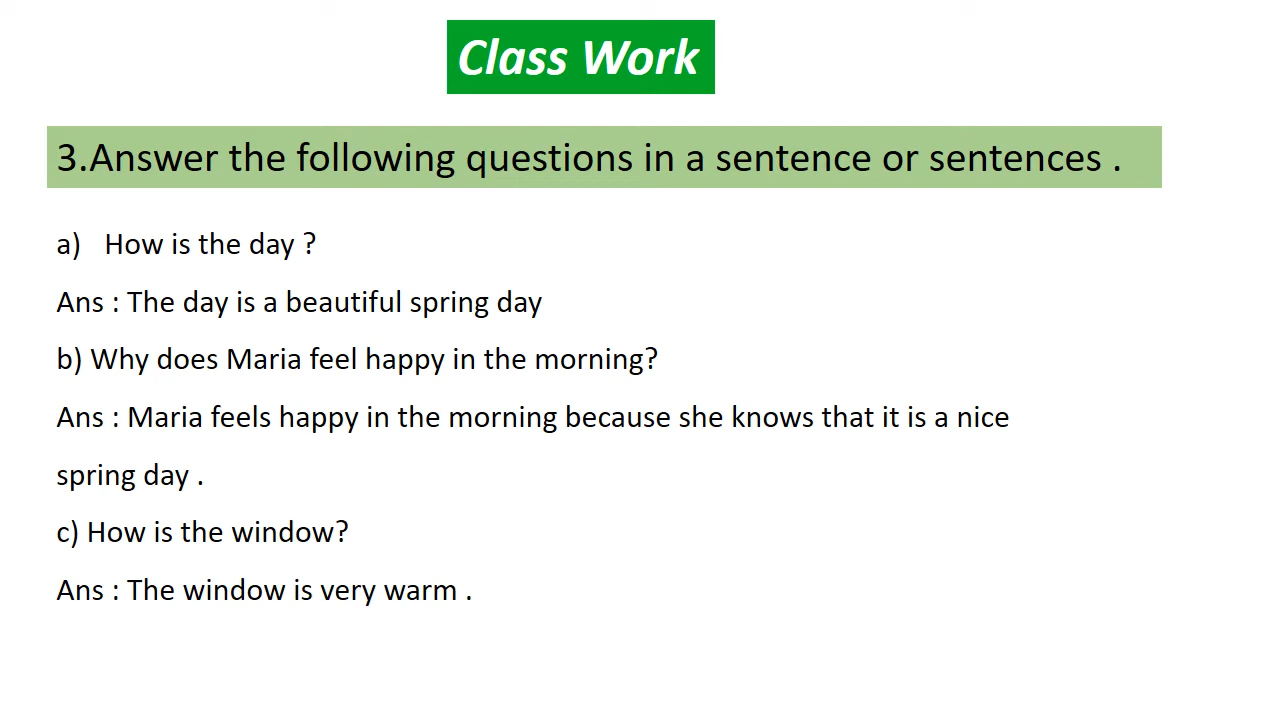 Class Work
3.Answer the following questions in a sentence or sentences .
a) How is the day ?
Ans : The day is a beautiful spring day
b) Why does Maria feel happy in the morning?
Ans : Maria feels happy in the morning because she knows that it is a nice
spring day .
c) How is the window?
Ans : The window is very warm .